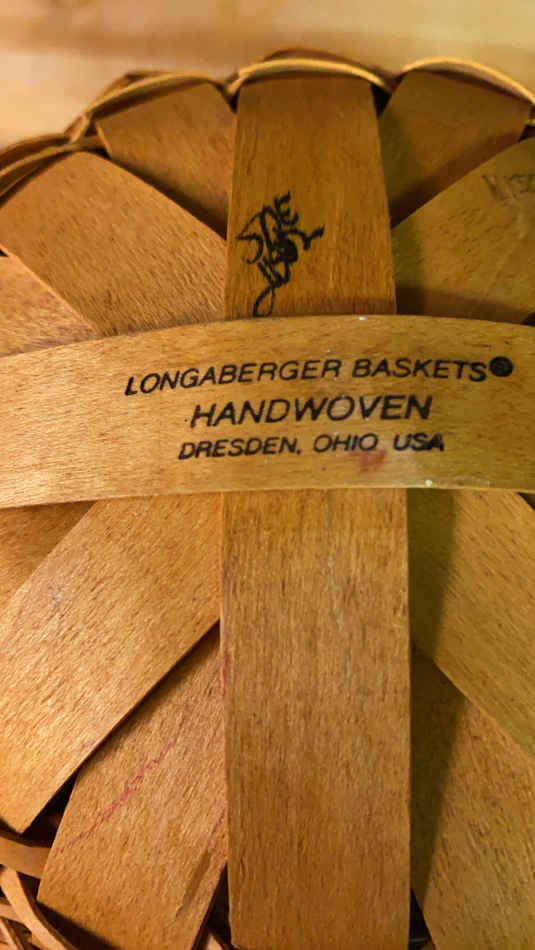 LONGABERGER BASKETS®
HANDWOVEN
DRESDEN, OHIO USA